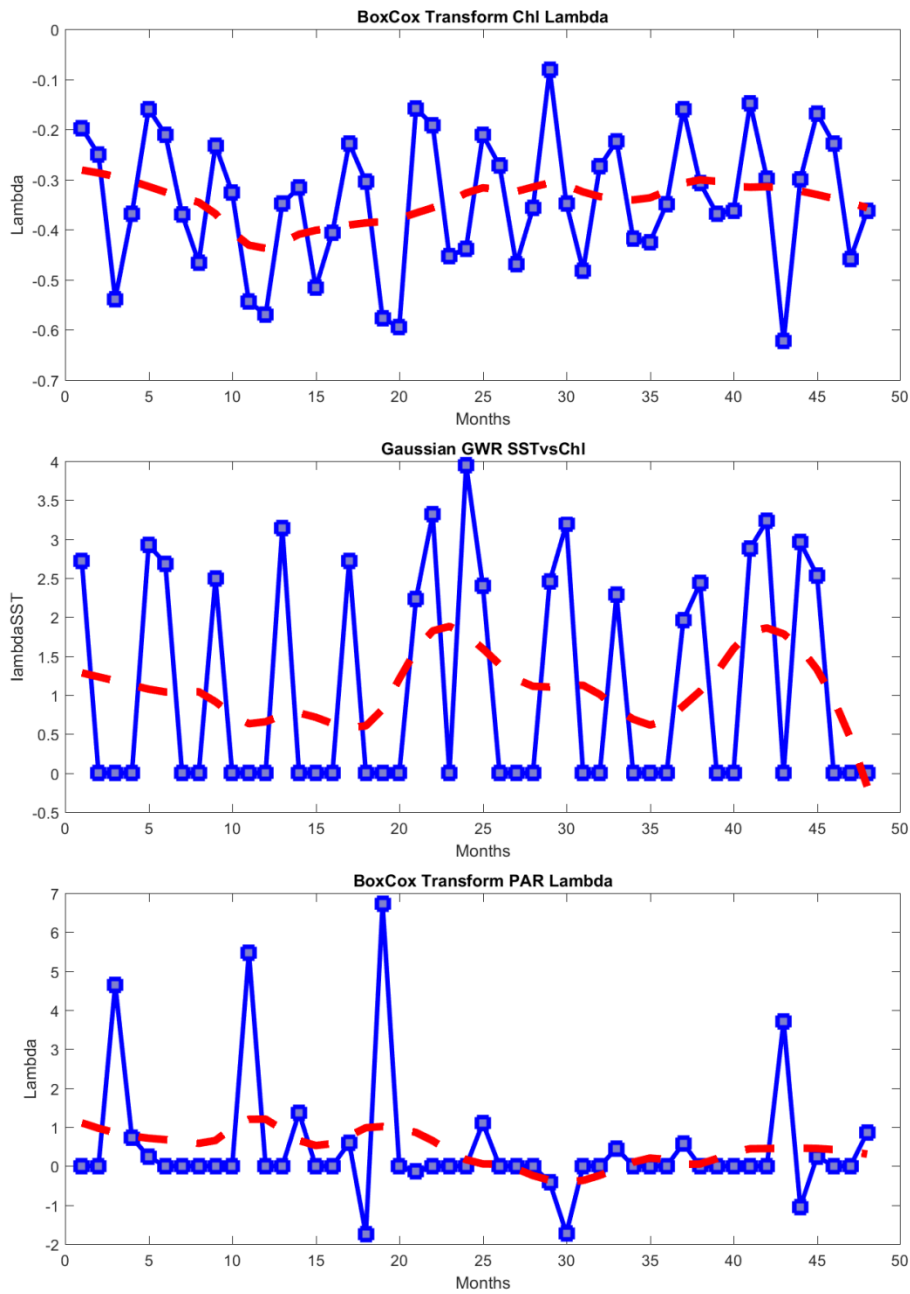 BoxCox Transform Chl Lambda
0
-0.1
-0.2
-0.3
-0.4
-0.5
-0.6
-0.7
Lambda
0 5 10 15 20 25 30 35 40 45 50
Months
Gaussian GWR SSTvsChl
4
3.5
3
2.5
2
1.5
1
0.5
0
-0.5
lambdaSST
0 5 10 15 20 25 30 35 40 45 50
Months
BoxCox Transform PAR Lambda
7
6
5
4
3
2
1
0
-1
-2
Lambda
0 5 10 15 20 25 30 35 40 45 50
Months